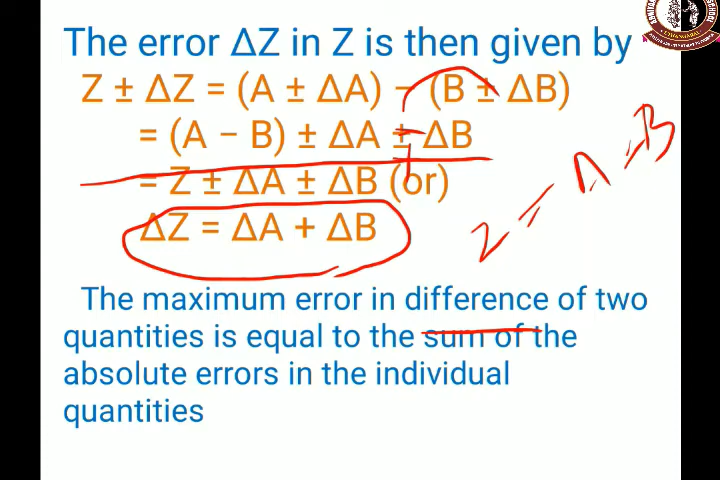 The error ΔZ in Z is then given by
Z ± ΔZ = (A ± ΔA) − (B ± ΔB)
= (A − B) ± ΔA ± ΔB
= Z ± ΔA ± ΔB (or)
ΔZ = ΔA + ΔB
Z = A - B
The maximum error in difference of two
quantities is equal to the sum of the
absolute errors in the individual
quantities